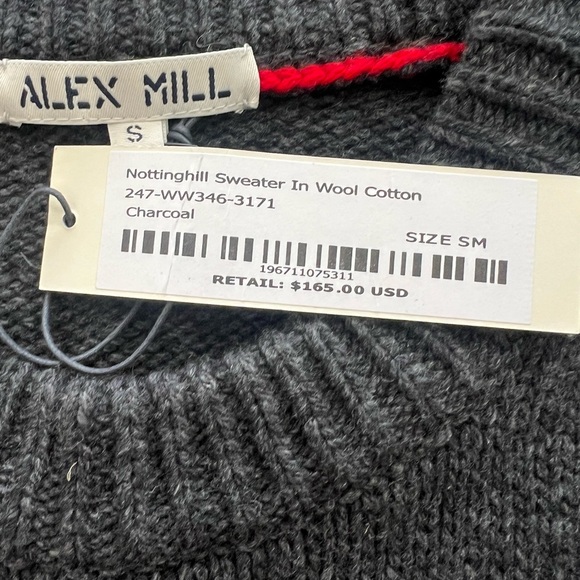 ALEX MILL
S
Nottinghill Sweater In Wool Cotton
247-WW346-3171
Charcoal
SIZE SM
196711075311
RETAIL: $165.00 USD